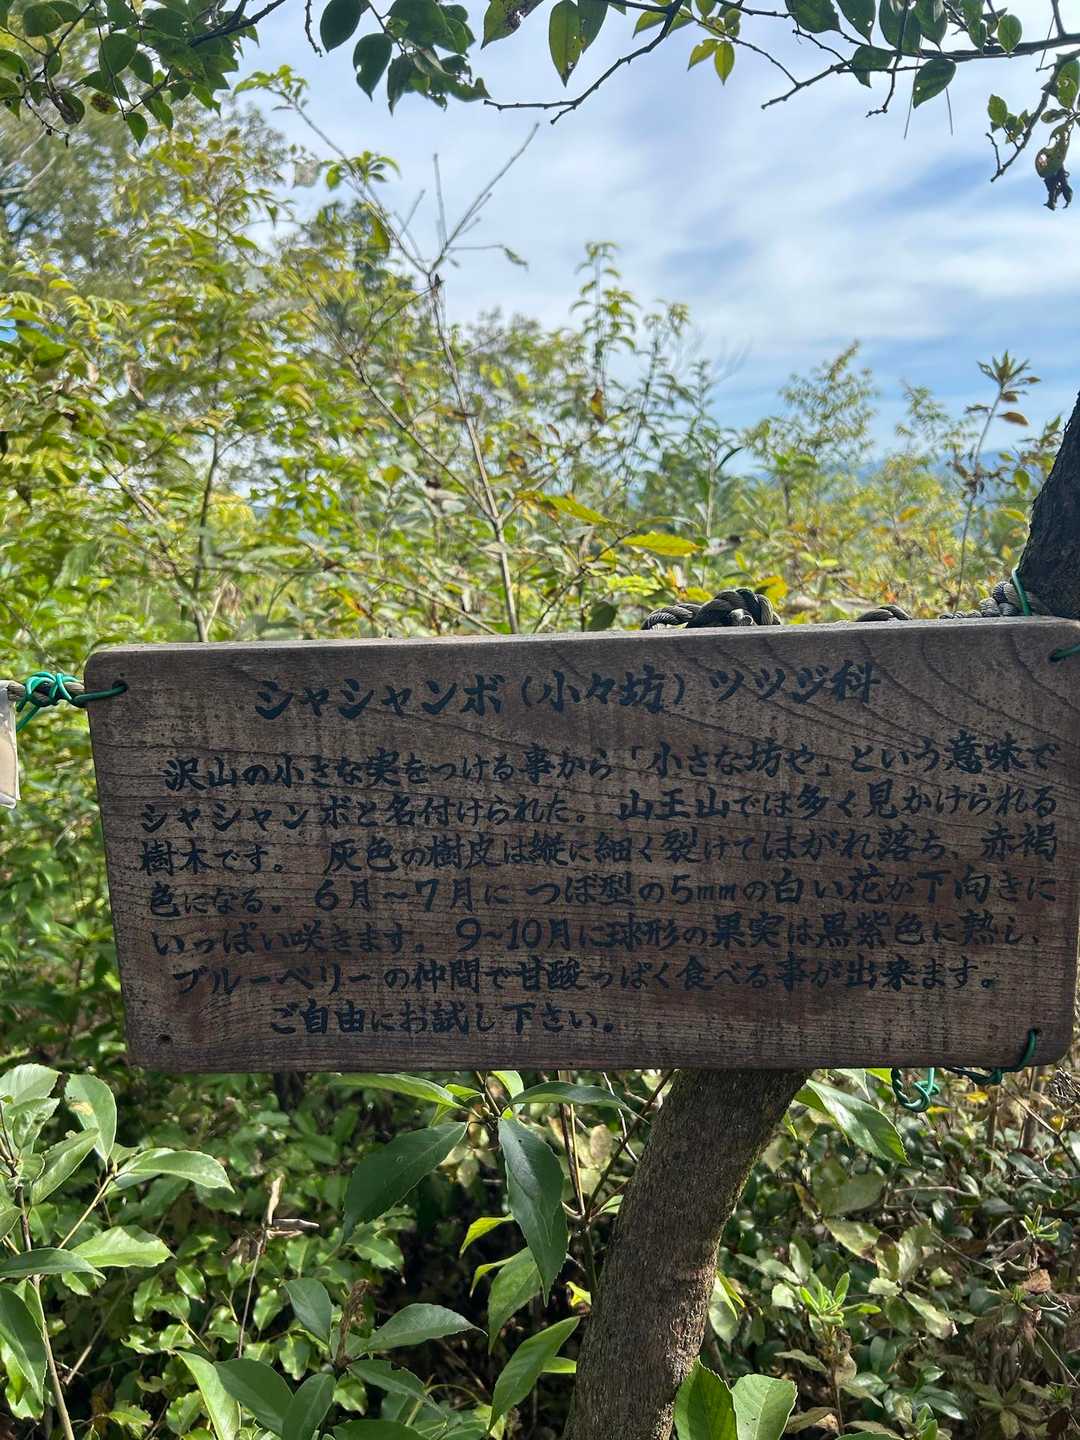 シャシャンボ（小々坊）ツツジ科
沢山の小さな実をつける事から「小さな坊や」という意味で
シャシャンボと名付けられた。山王山では多く見かけられる
樹木です。灰色の樹皮は縦に細く裂けてはがれ落ち、赤褐
色になる。6月～7月につぼ型の5mmの白い花が下向きに
いっぱい咲きます。9~10月に球形の果実は黒紫色に熟し、
ブルーベリーの仲間で甘酸っぱく食べる事が出来ます。
ご自由にお試し下さい。